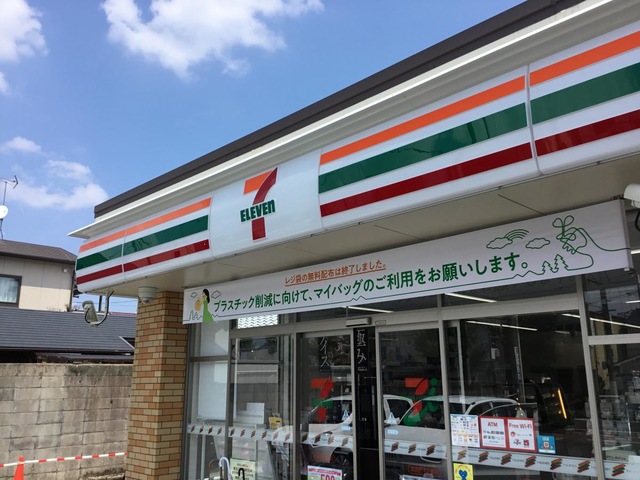 7
ELEVEn
レジ袋の無料配布は終了しました。
プラスチック削減に向けて、マイバッグのご利用をお願いします。
ATM
Free Wi-Fi